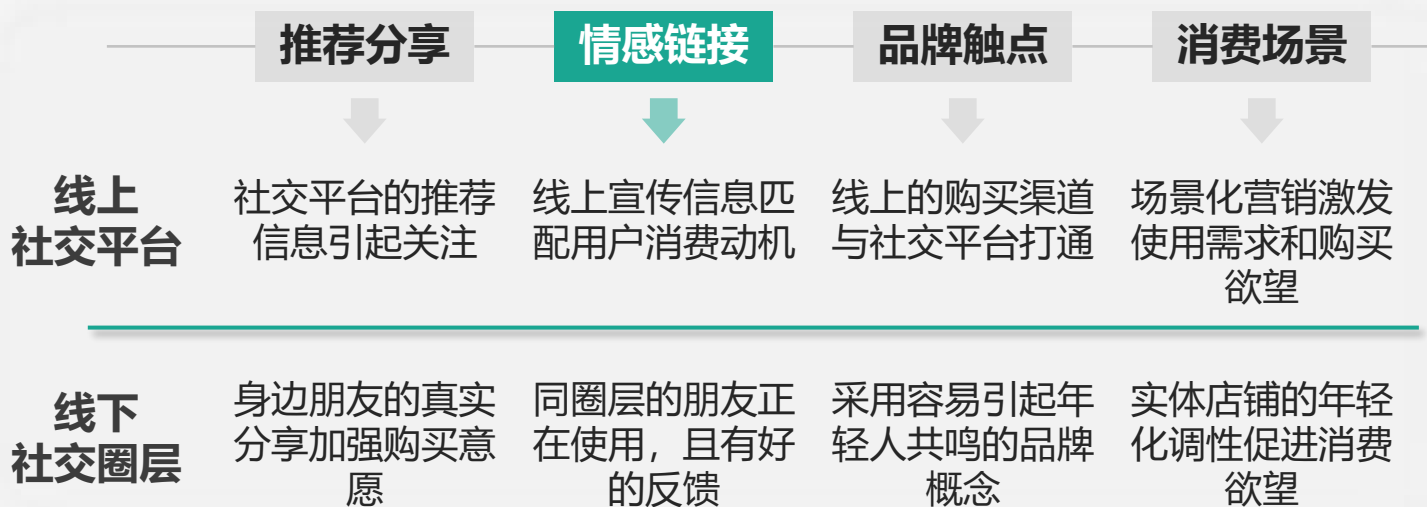 推荐分享
情感链接
品牌触点
消费场景
线上
社交平台
社交平台的推荐
信息引起关注
线上宣传信息匹
配用户消费动机
线上的购买渠道
与社交平台打通
场景化营销激发
使用需求和购买
欲望
线下
社交圈层
身边朋友的真实
分享加强购买意
愿
同圈层的朋友正
在使用，且有好
的反馈
采用容易引起年
轻人共鸣的品牌
概念
实体店铺的年轻
化调性促进消费
欲望